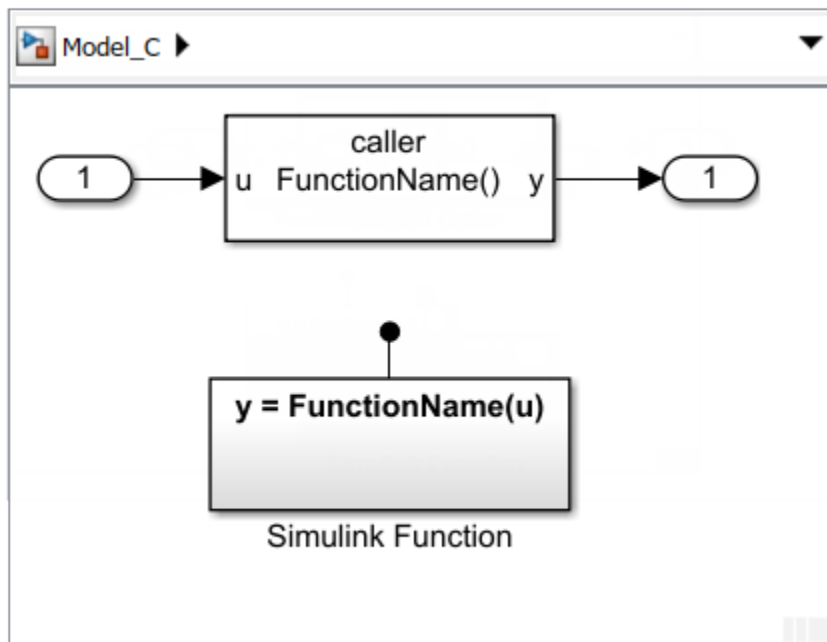 Model_C
caller
1 u FunctionName() y 1
y = FunctionName(u)
Simulink Function